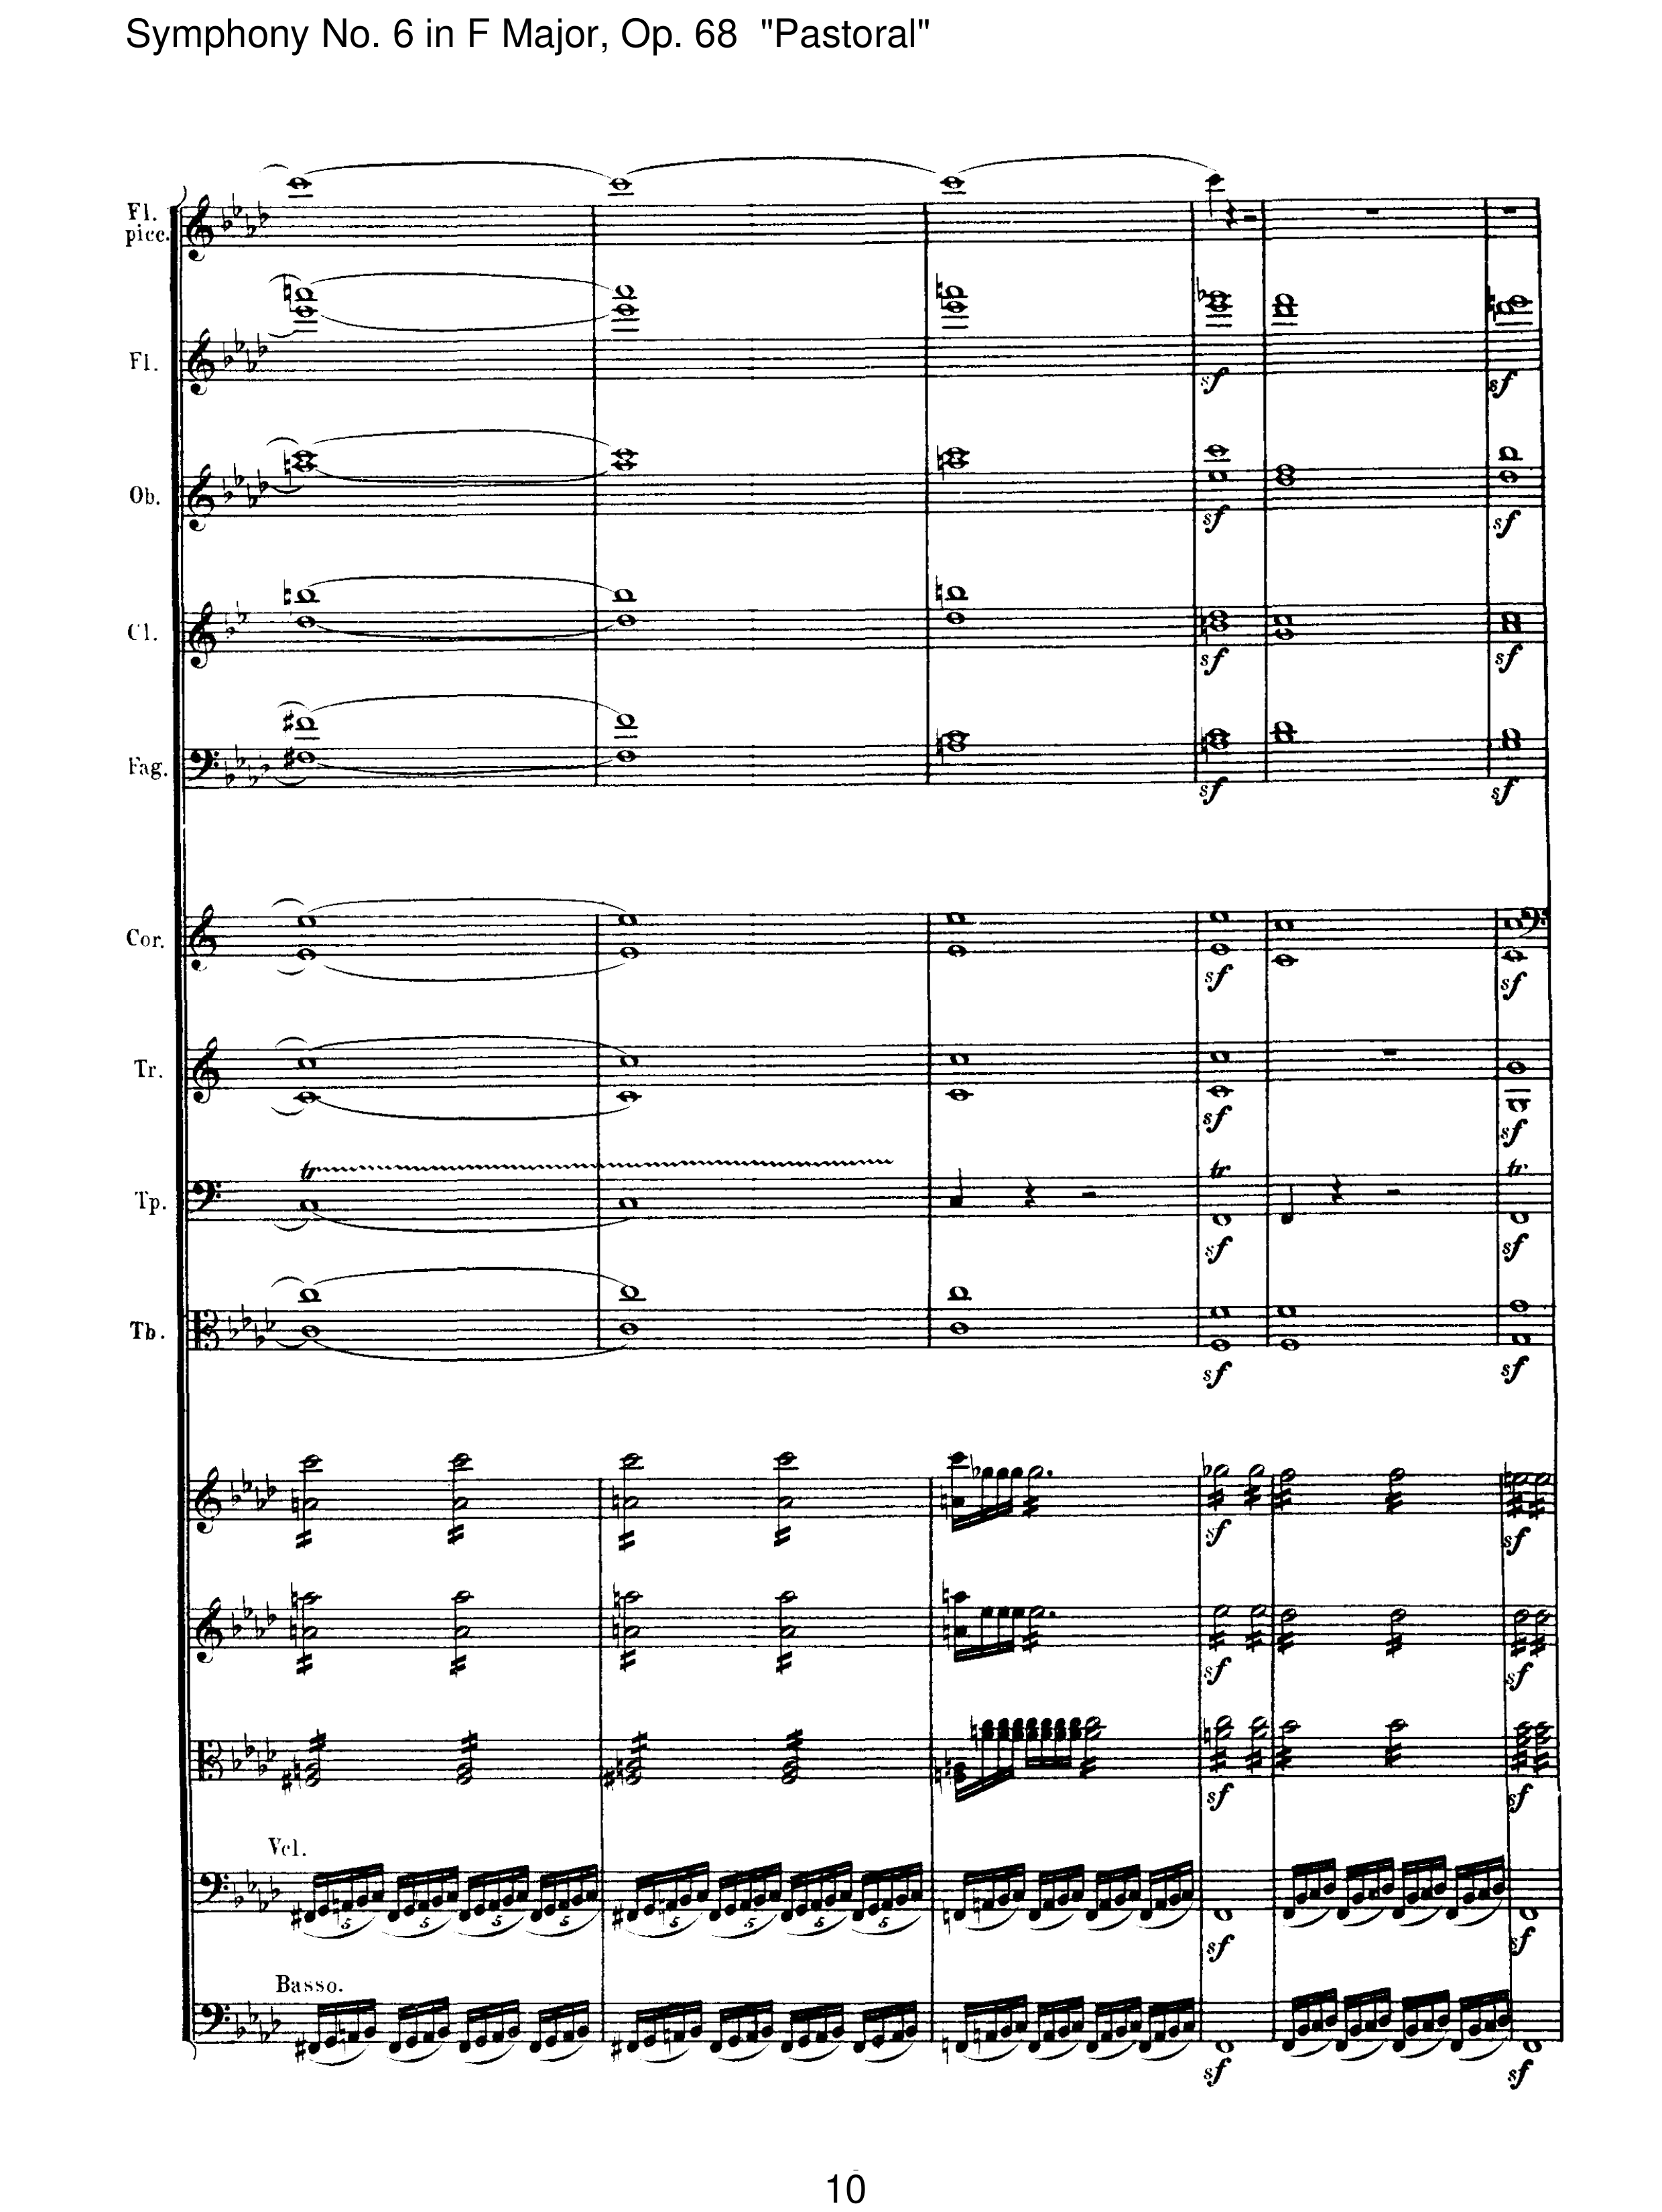 Symphony No. 6 in F Major, Op. 68 "Pastoral"
Fl.
picc.
Fl.
sf sf
Ob.
sf sf
Cl.
sf sf
Fag.
sf sf
Cor.
sf sf
Tr.
sf sf
tr tr tr
Tp.
sf sf
Tb.
sf sf
sf sf
sf sf
sf sf
Vcl.
5 5 5 5 5 5 5 5
sf sf
Basso.
sf sf
10